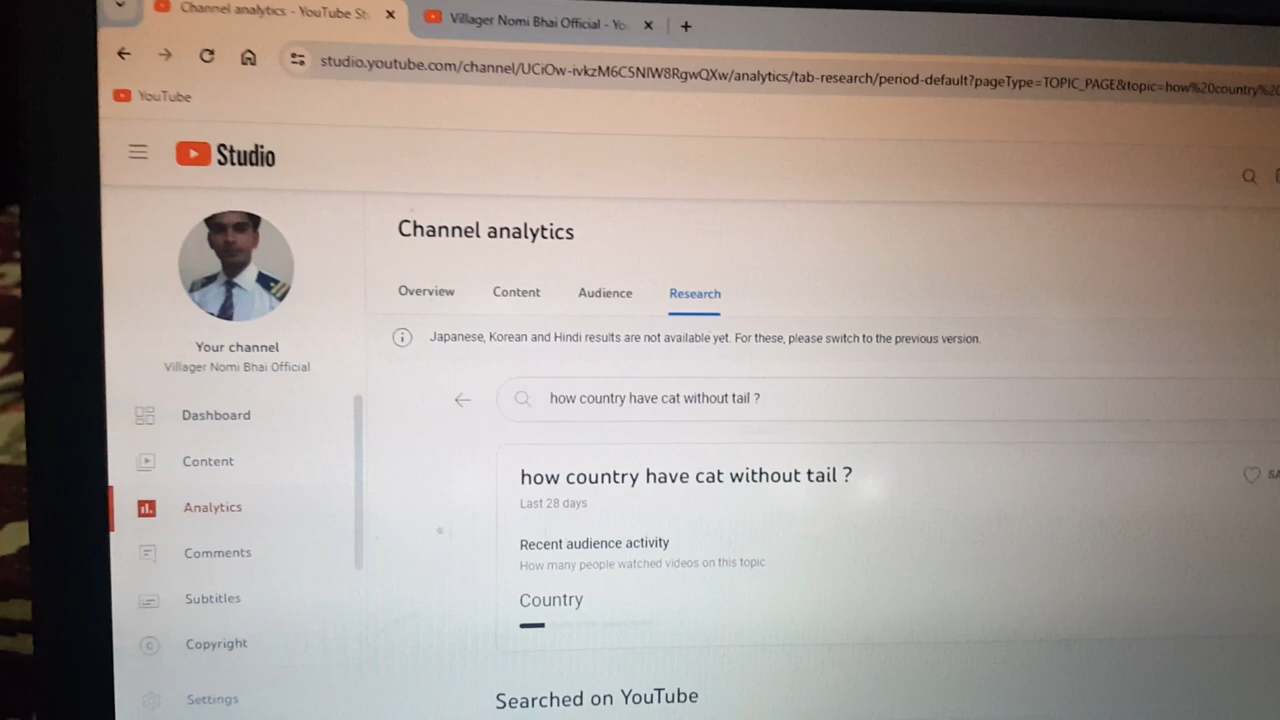 Channel analytics - YouTube St
Villager Nomi Bhai Official - Yo
studio.youtube.com/channel/UCiOw-ivkzM6C5NIW8RgwQXw/analytics/tab-research/period-default?pageType=TOPIC_PAGE&topic=how%20country%20
YouTube
Studio
Channel analytics
Overview Content Audience Research
Japanese, Korean and Hindi results are not available yet. For these, please switch to the previous version.
how country have cat without tail ?
Your channel
Villager Nomi Bhai Official
Dashboard
Content
Analytics
Comments
Subtitles
Copyright
Settings
how country have cat without tail ?
Last 28 days
Recent audience activity
How many people watched videos on this topic
Country
Searched on YouTube